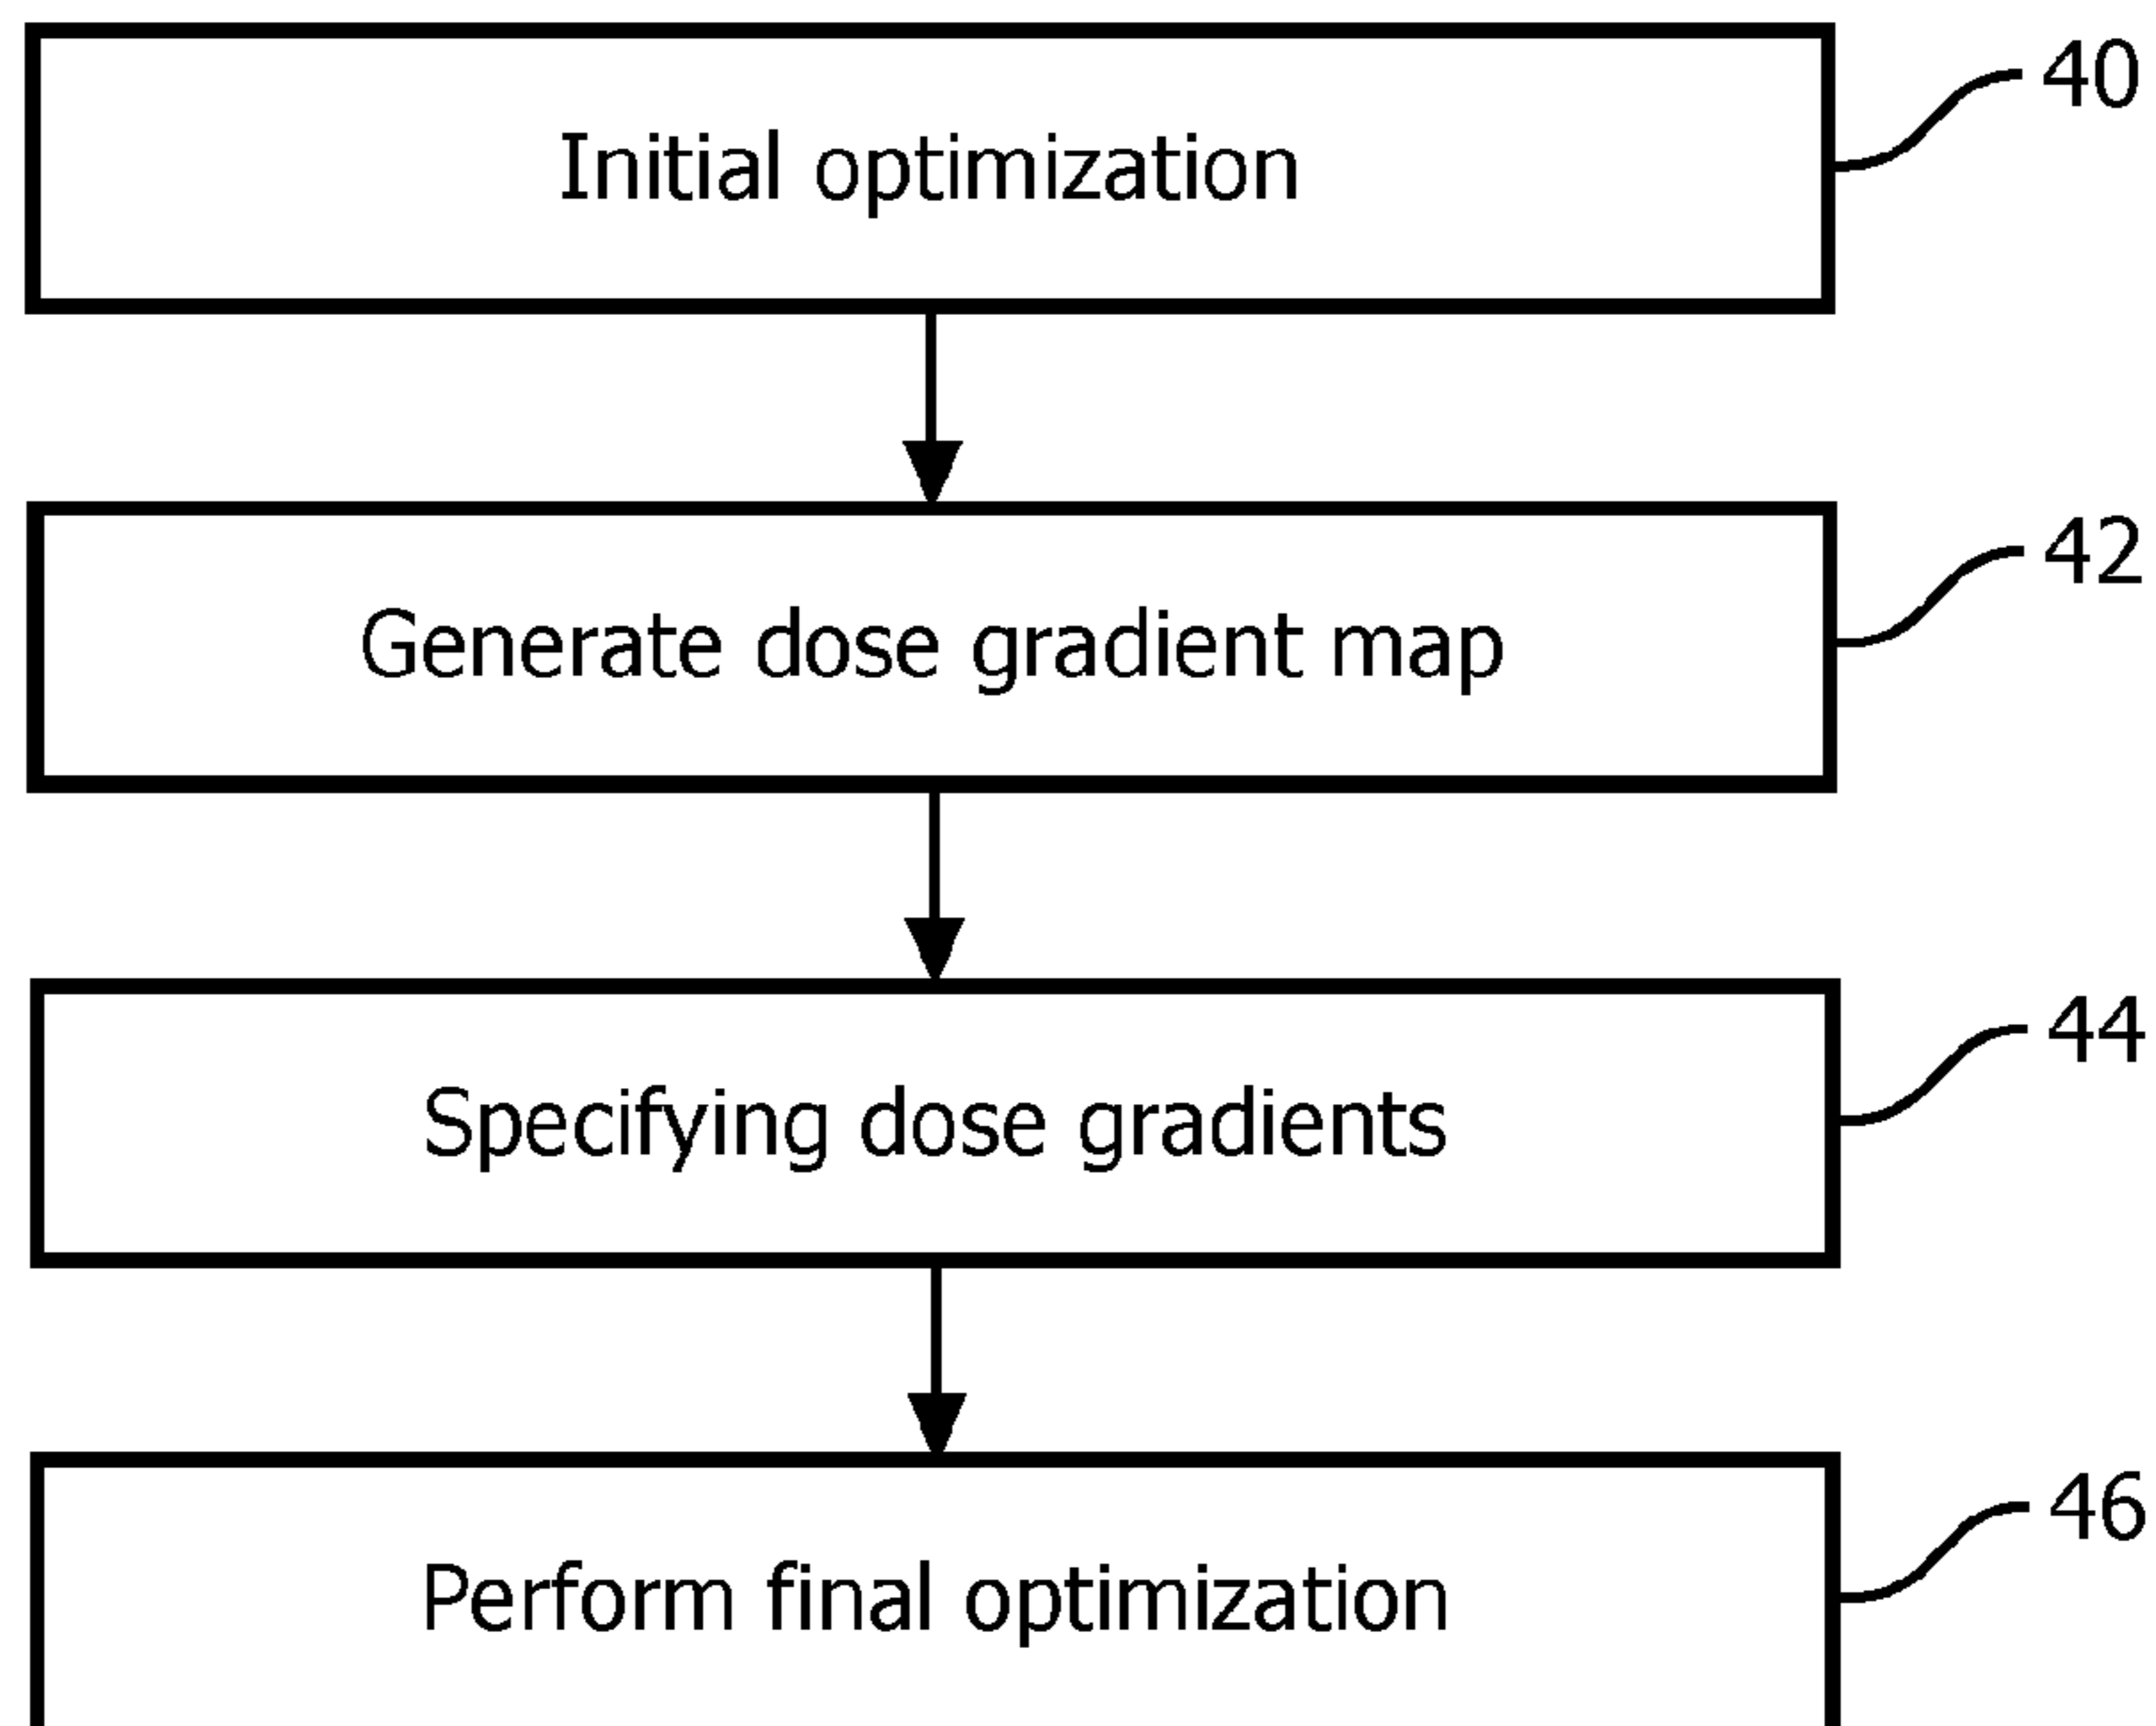 Initial optimization
40
Generate dose gradient map
42
Specifying dose gradients
44
Perform final optimization
46